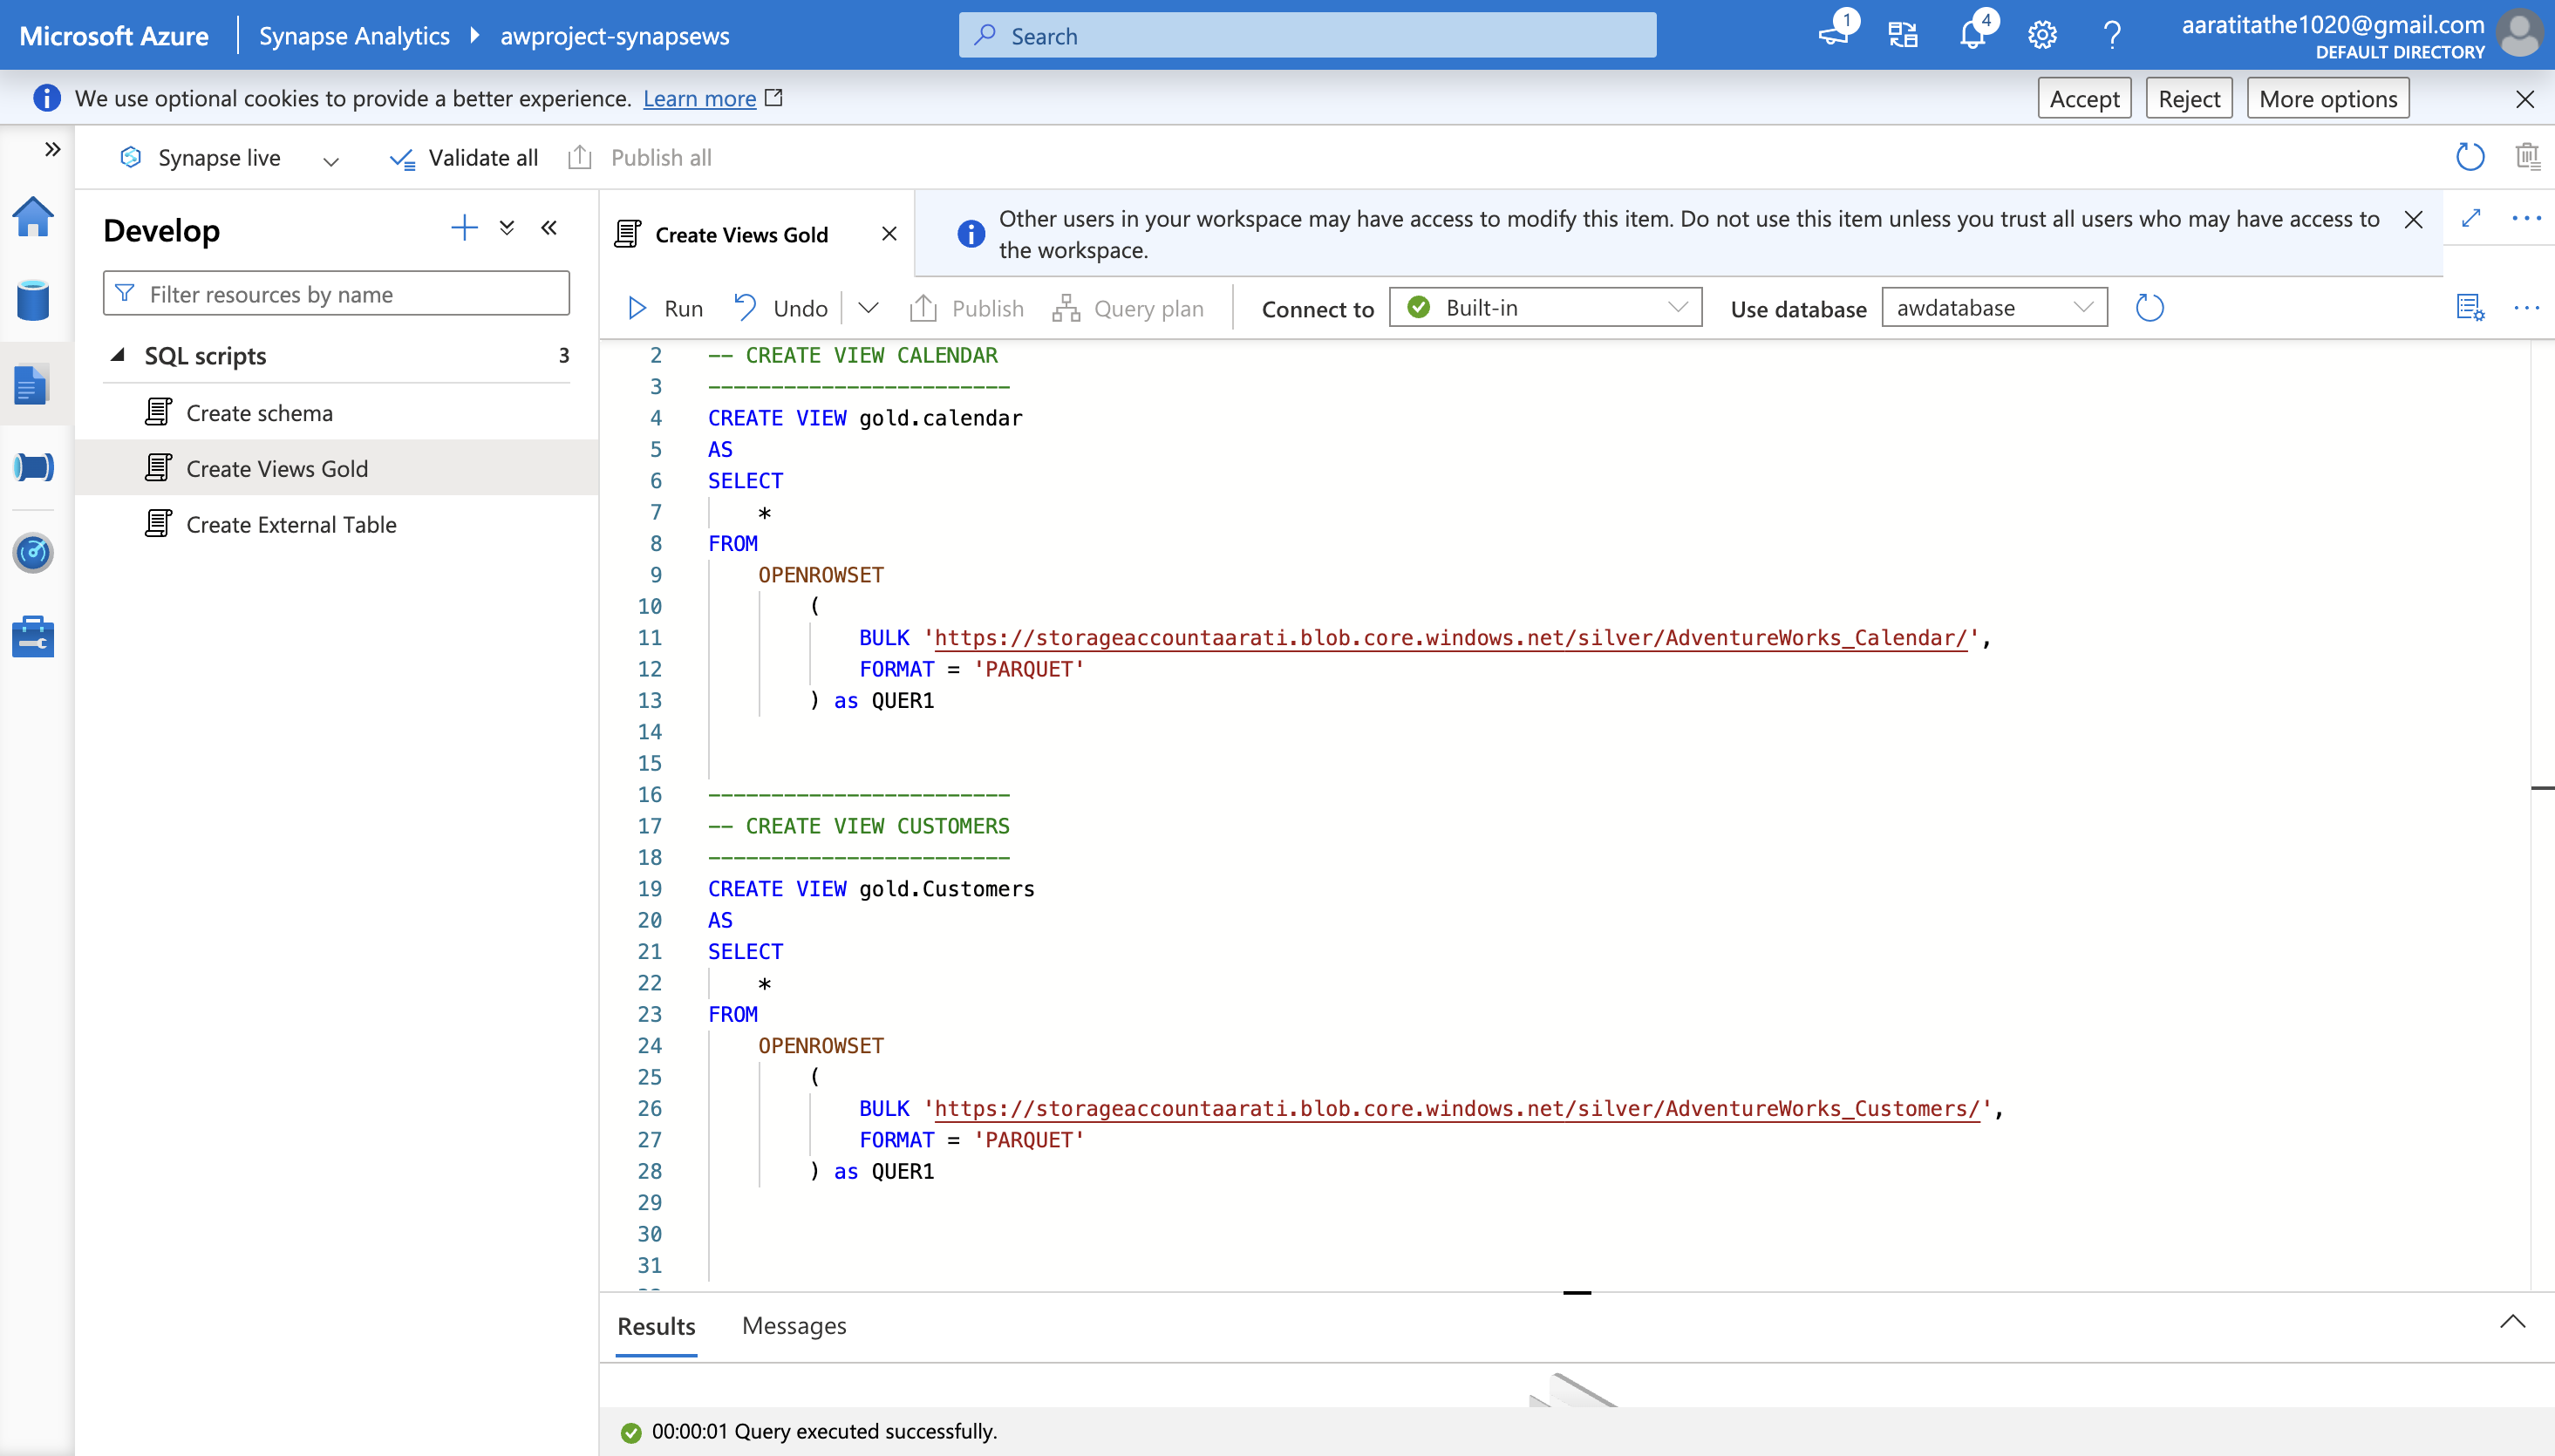 Microsoft Azure Synapse Analytics awproject-synapsews Search 1 4 aaratitathe1020@gmail.com
DEFAULT DIRECTORY
We use optional cookies to provide a better experience. Learn more Accept Reject More options
Synapse live Validate all Publish all
Develop
Filter resources by name
SQL scripts 3
Create schema
Create Views Gold
Create External Table
Create Views Gold
Other users in your workspace may have access to modify this item. Do not use this item unless you trust all users who may have access to
the workspace.
Run Undo Publish Query plan Connect to Built-in Use database awdatabase
2 -- CREATE VIEW CALENDAR
3 ------------------------
4 CREATE VIEW gold.calendar
5 AS
6 SELECT
7 *
8 FROM
9 OPENROWSET
10 (
11 BULK 'https://storageaccountaarati.blob.core.windows.net/silver/AdventureWorks_Calendar/',
12 FORMAT = 'PARQUET'
13 ) as QUER1
14
15
16 ------------------------
17 -- CREATE VIEW CUSTOMERS
18 ------------------------
19 CREATE VIEW gold.Customers
20 AS
21 SELECT
22 *
23 FROM
24 OPENROWSET
25 (
26 BULK 'https://storageaccountaarati.blob.core.windows.net/silver/AdventureWorks_Customers/',
27 FORMAT = 'PARQUET'
28 ) as QUER1
29
30
31
Results Messages
00:00:01 Query executed successfully.